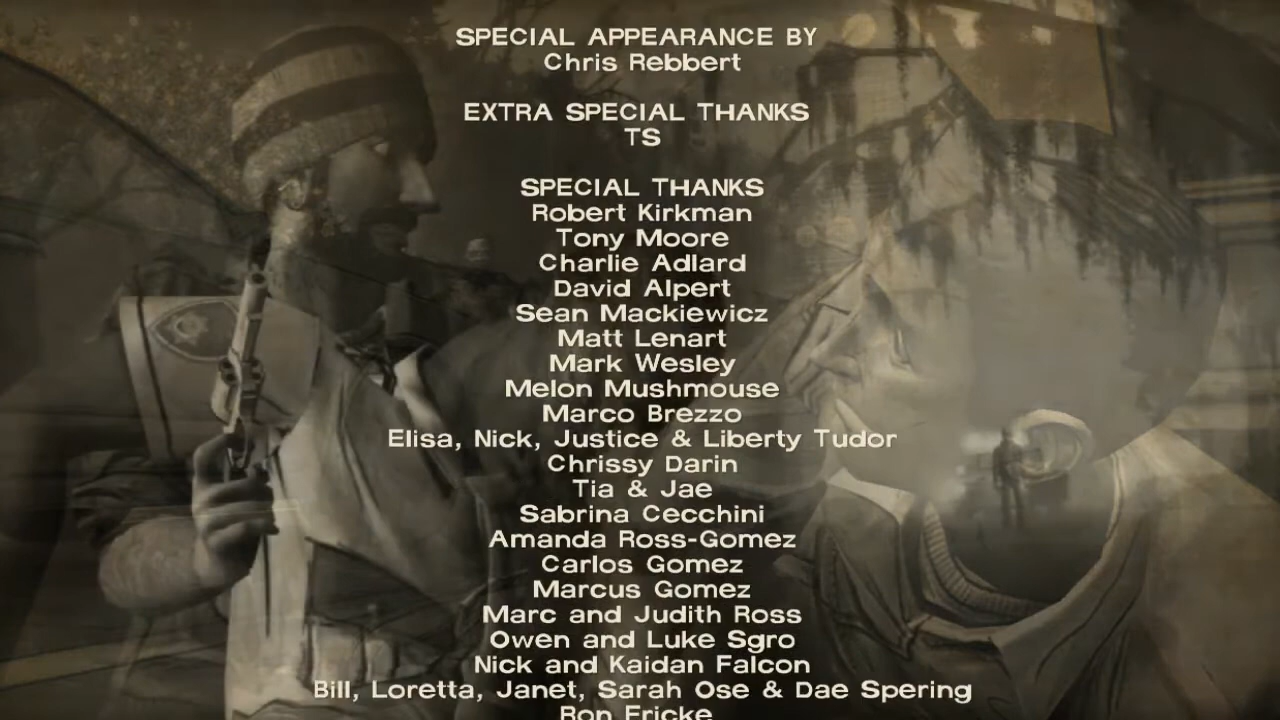 SPECIAL APPEARANCE BY
Chris Rebbert
EXTRA SPECIAL THANKS
TS
SPECIAL THANKS
Robert Kirkman
Tony Moore
Charlie Adlard
David Alpert
Sean Mackiewicz
Matt Lenart
Mark Wesley
Melon Mushmouse
Marco Brezzo
Elisa, Nick, Justice & Liberty Tudor
Chrissy Darin
Tia & Jae
Sabrina Cecchini
Amanda Ross-Gomez
Carlos Gomez
Marcus Gomez
Marc and Judith Ross
Owen and Luke Sgro
Nick and Kaidan Falcon
Bill, Loretta, Janet, Sarah Ose & Dae Spering
Ron Fricke